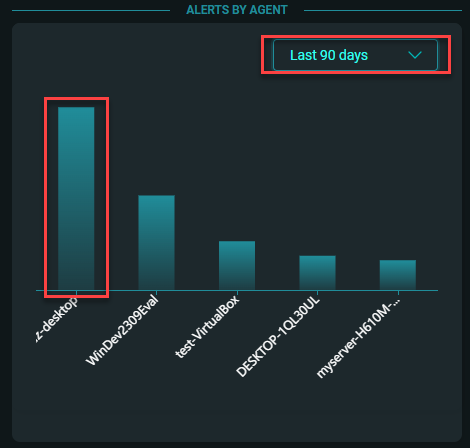 ALERTS BY AGENT
Last 90 days
..z-desktop
WinDev2309Eval
test-VirtualBox
DESKTOP-1QL30UL
myserver-H610M-...